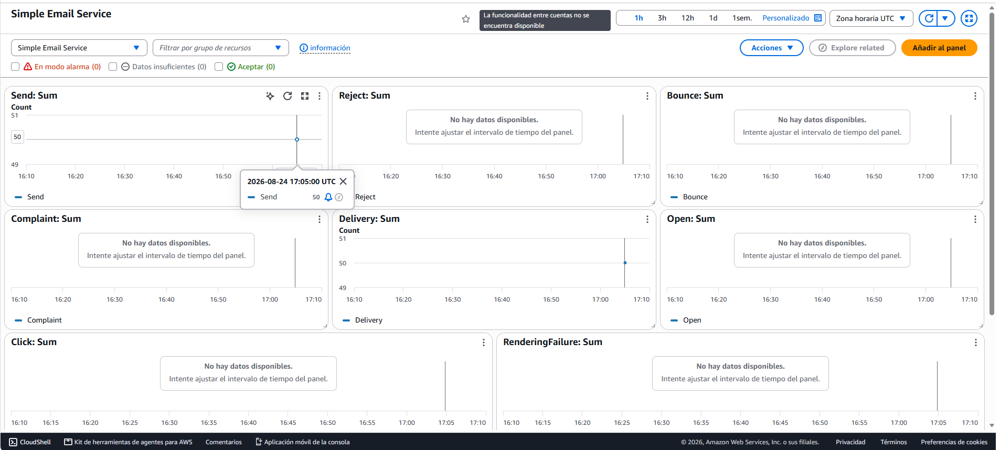 Simple Email Service
La funcionalidad entre cuentas no se
encuentra disponible
1h 3h 12h 1d 1sem. Personalizado
Zona horaria UTC
Simple Email Service
Filtrar por grupo de recursos
información
Acciones
Explore related
Añadir al panel
En modo alarma (0)
Datos insuficientes (0)
Aceptar (0)
Send: Sum
Count
51
50
49
16:10 16:20 16:30 16:40 16:50
Send
2026-08-24 17:05:00 UTC
Send 50
Reject: Sum
No hay datos disponibles.
Intente ajustar el intervalo de tiempo del panel.
16:20 16:30 16:40 16:50 17:00 17:10
Reject
Bounce: Sum
No hay datos disponibles.
Intente ajustar el intervalo de tiempo del panel.
16:10 16:20 16:30 16:40 16:50 17:00 17:10
Bounce
Complaint: Sum
No hay datos disponibles.
Intente ajustar el intervalo de tiempo del panel.
16:10 16:20 16:30 16:40 16:50 17:00 17:10
Complaint
Delivery: Sum
Count
51
50
49
16:10 16:20 16:30 16:40 16:50 17:00 17:10
Delivery
Open: Sum
No hay datos disponibles.
Intente ajustar el intervalo de tiempo del panel.
16:10 16:20 16:30 16:40 16:50 17:00 17:10
Open
Click: Sum
No hay datos disponibles.
Intente ajustar el intervalo de tiempo del panel.
16:10 16:15 16:20 16:25 16:30 16:35 16:40 16:45 16:50 16:55 17:00 17:05 17:10
RenderingFailure: Sum
No hay datos disponibles.
Intente ajustar el intervalo de tiempo del panel.
16:10 16:15 16:20 16:25 16:30 16:35 16:40 16:45 16:50 16:55 17:00 17:05 17:10
CloudShell
Kit de herramientas de agentes para AWS
Comentarios
Aplicación móvil de la consola
© 2026, Amazon Web Services, Inc. o sus filiales.
Privacidad
Términos
Preferencias de cookies